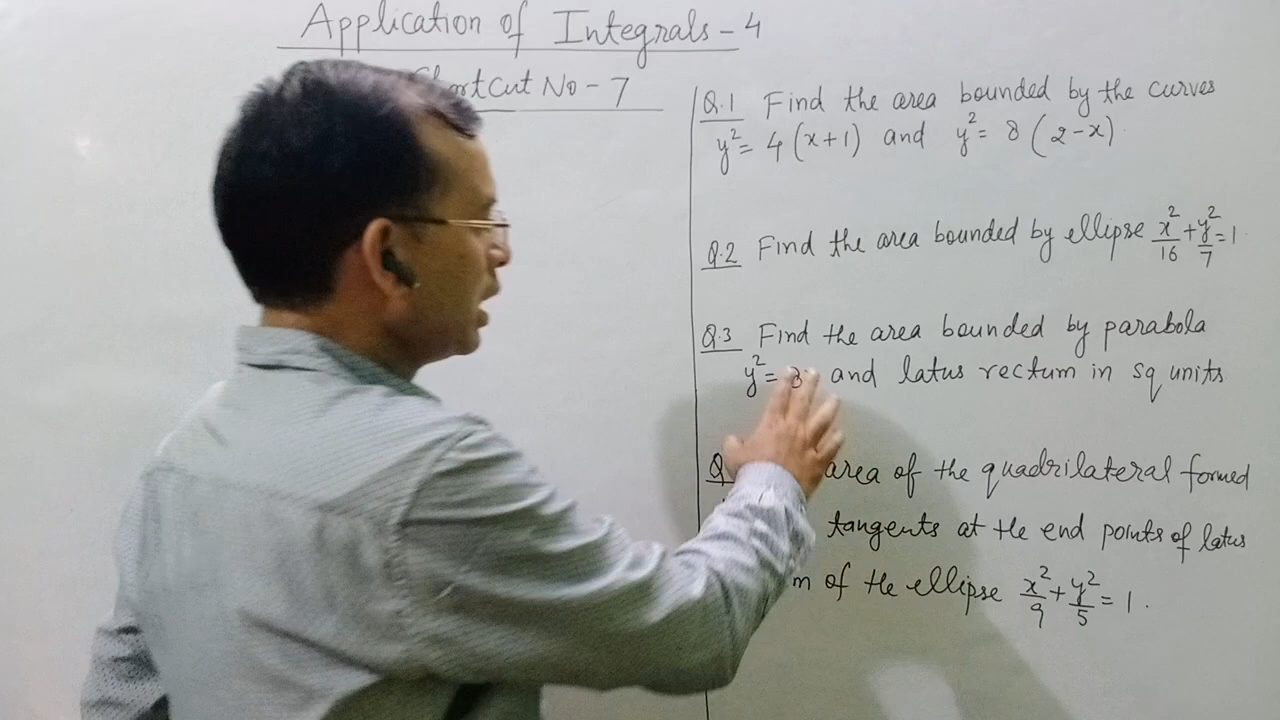 Application of Integrals-4
Shortcut No-7
Q.1 Find the area bounded by the curves
y²= 4(x+1) and y²= 8(2-x).
Q.2 Find the area bounded by ellipse x²/16+y²/7=1.
Q.3 Find the area bounded by parabola
y²= and latus rectum in sq units.
area of the quadrilateral formed
tangents at the end points of latus
of the ellipse x²/9+y²/5=1.